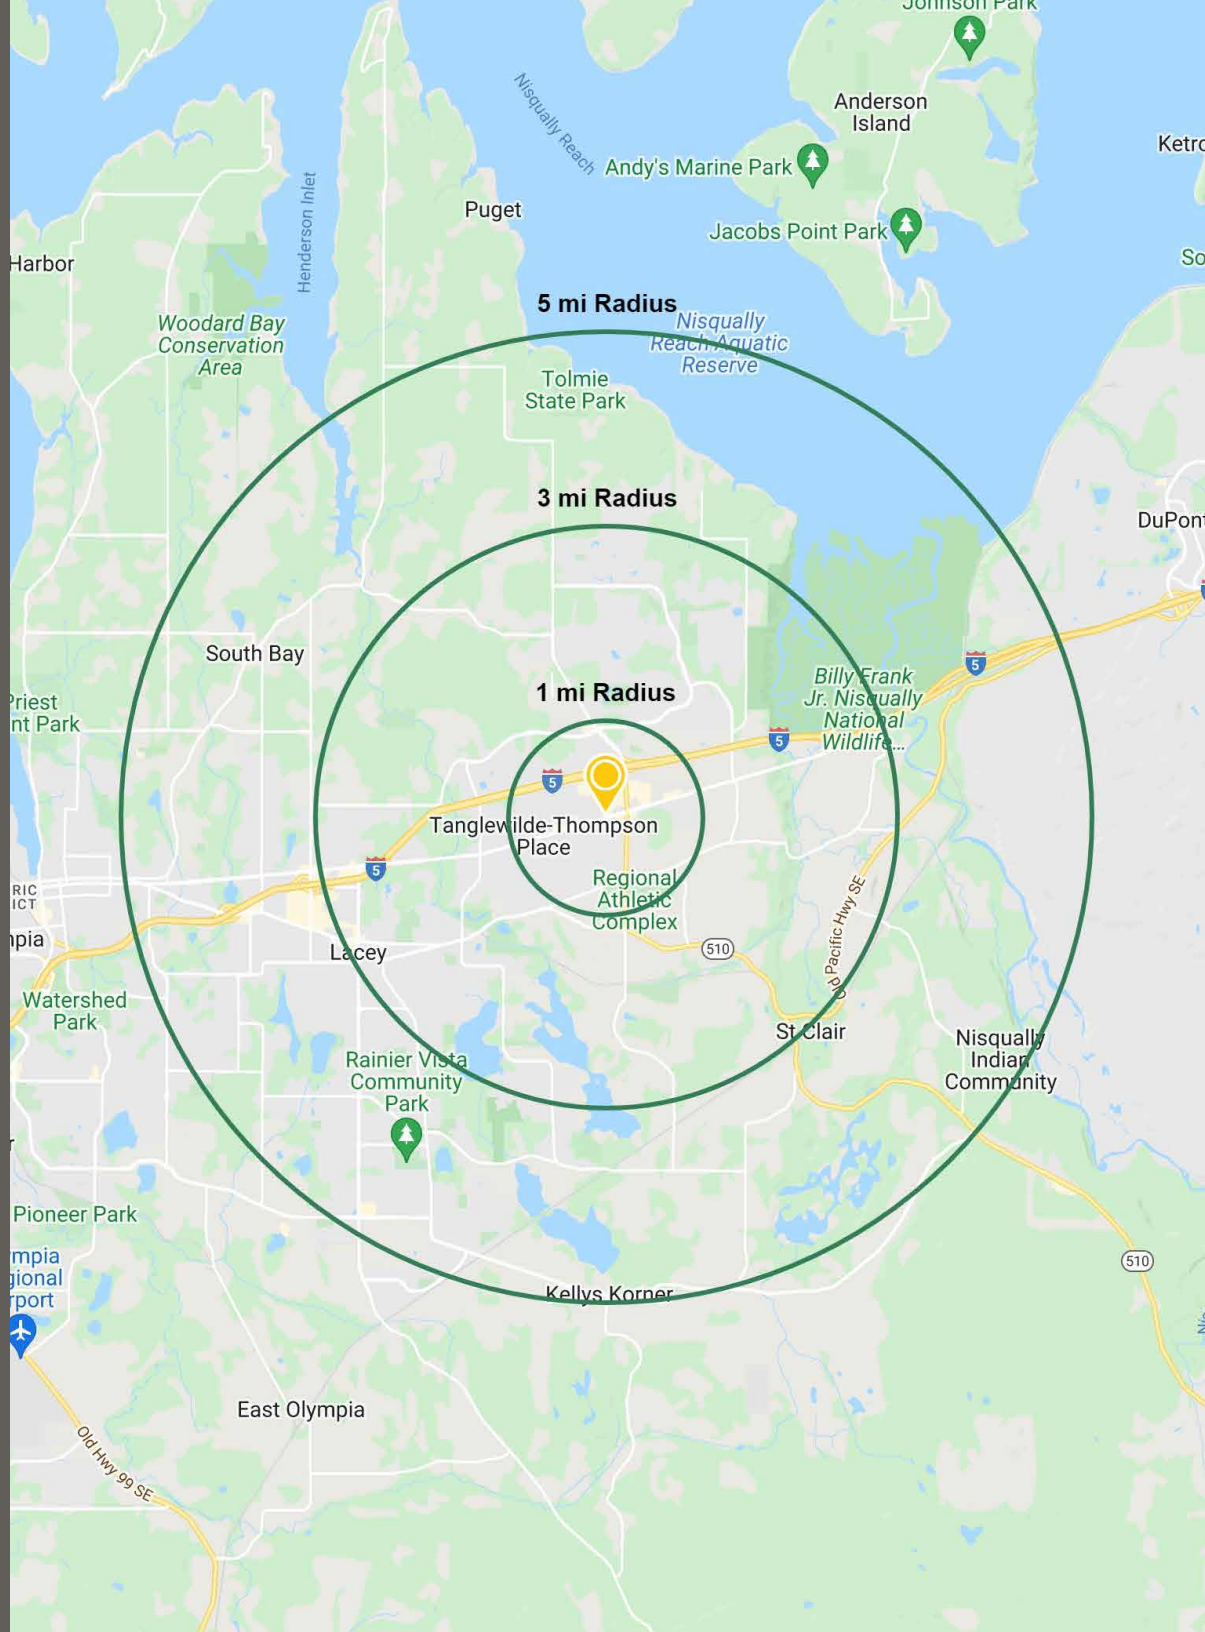 Johnson Park
Anderson
Island
Ketro
Andy's Marine Park
Nisqually Reach
Puget
Henderson Inlet
Jacobs Point Park
Harbor
So
5 mi Radius
Woodard Bay
Conservation
Area
Nisqually
Reach Aquatic
Reserve
Tolmie
State Park
3 mi Radius
DuPont
5
South Bay
5
Billy Frank
Jr. Nisqually
National
Wildlife...
1 mi Radius
Priest
nt Park
5
5
Tanglewilde-Thompson
Place
5
RIC
ICT
Regional
Athletic
Complex
Old Pacific Hwy SE
mpia
Lacey
510
Watershed
Park
St Clair
Nisqually
Indian
Community
Rainier Vista
Community
Park
r
Pioneer Park
ympia
gional
rport
510
Kellys Korner
Nis
East Olympia
Old Hwy 99 SE